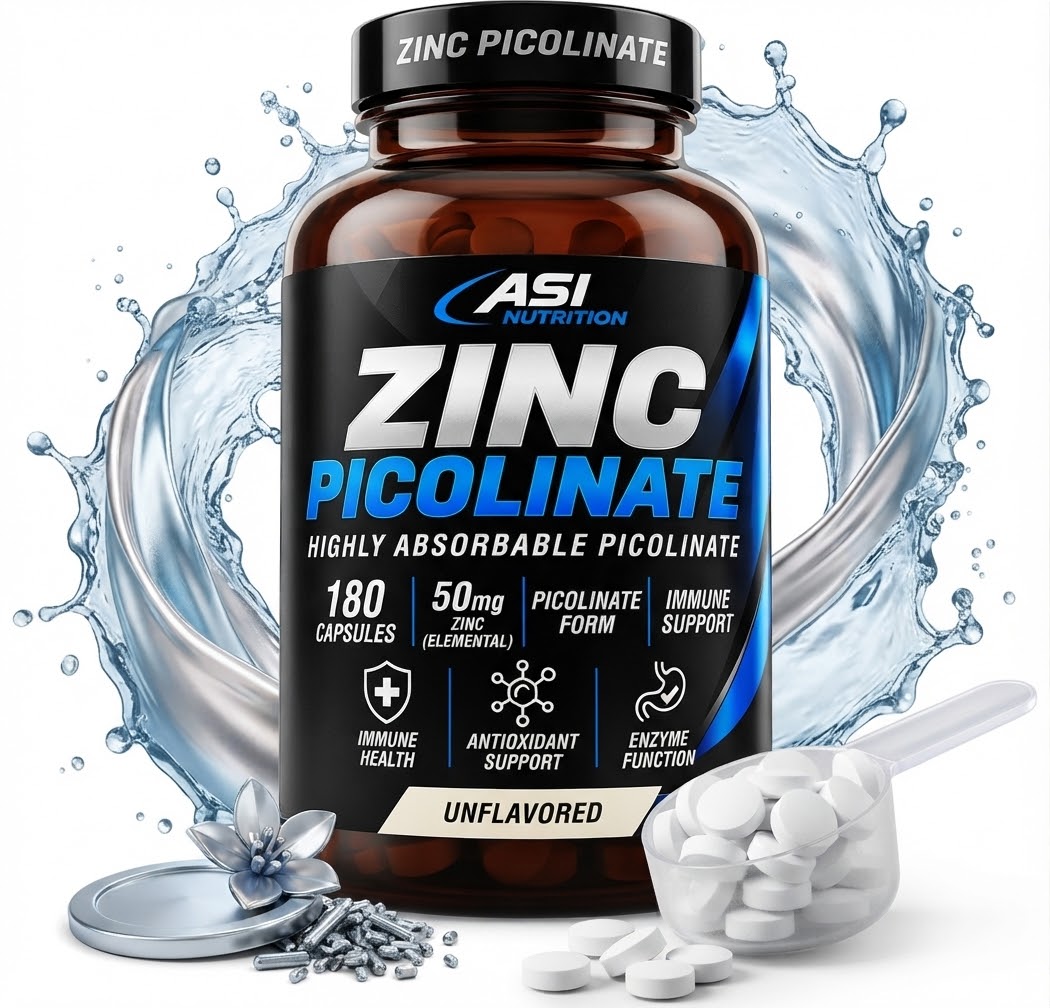 ZINC PICOLINATE
ASI
NUTRITION
ZINC
PICOLINATE
HIGHLY ABSORBABLE PICOLINATE
180
CAPSULES
50mg
ZINC
(ELEMENTAL)
PICOLINATE
FORM
IMMUNE
SUPPORT
IMMUNE
HEALTH
ANTIOXIDANT
SUPPORT
ENZYME
FUNCTION
UNFLAVORED